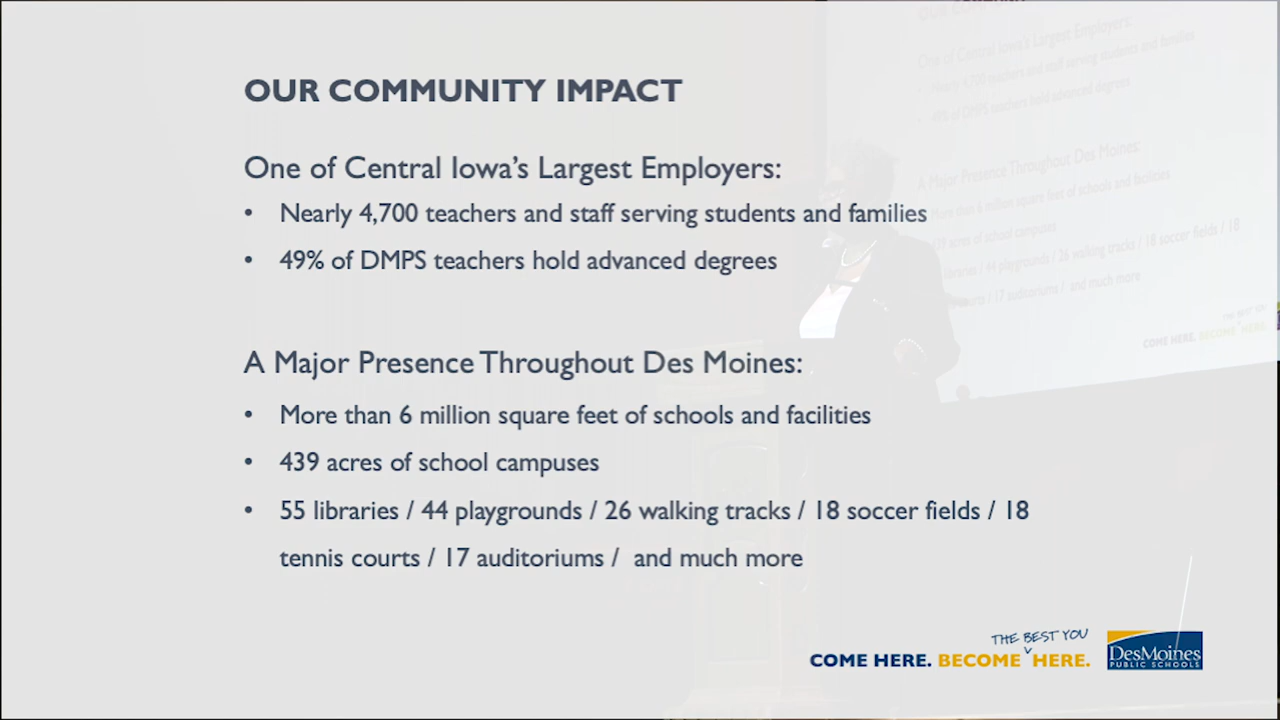 OUR COMMUNITY IMPACT
One of Central Iowa's Largest Employers:
• Nearly 4,700 teachers and staff serving students and families
• 49% of DMPS teachers hold advanced degrees
A Major Presence Throughout Des Moines:
• More than 6 million square feet of schools and facilities
• 439 acres of school campuses
• 55 libraries / 44 playgrounds / 26 walking tracks / 18 soccer fields / 18
tennis courts / 17 auditoriums / and much more
THE BEST YOU
COME HERE. BECOME HERE.
DesMoines
PUBLIC SCHOOLS